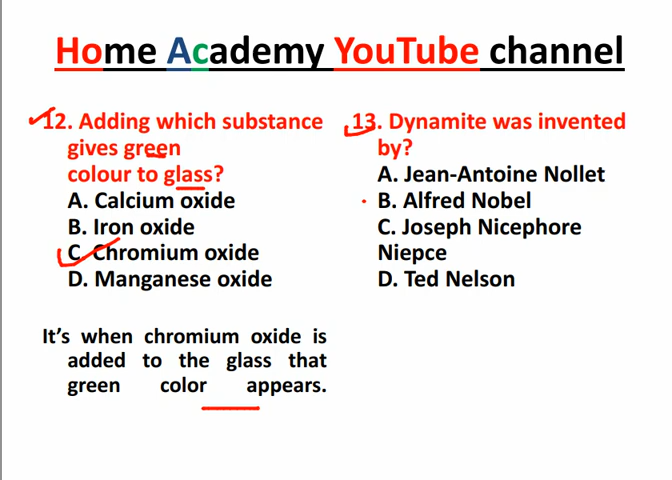 Home Academy YouTube channel
12. Adding which substance
gives green
colour to glass?
A. Calcium oxide
B. Iron oxide
C. Chromium oxide
D. Manganese oxide
It’s when chromium oxide is
added to the glass that
green color appears.
13. Dynamite was invented
by?
A. Jean-Antoine Nollet
B. Alfred Nobel
C. Joseph Nicephore
Niepce
D. Ted Nelson